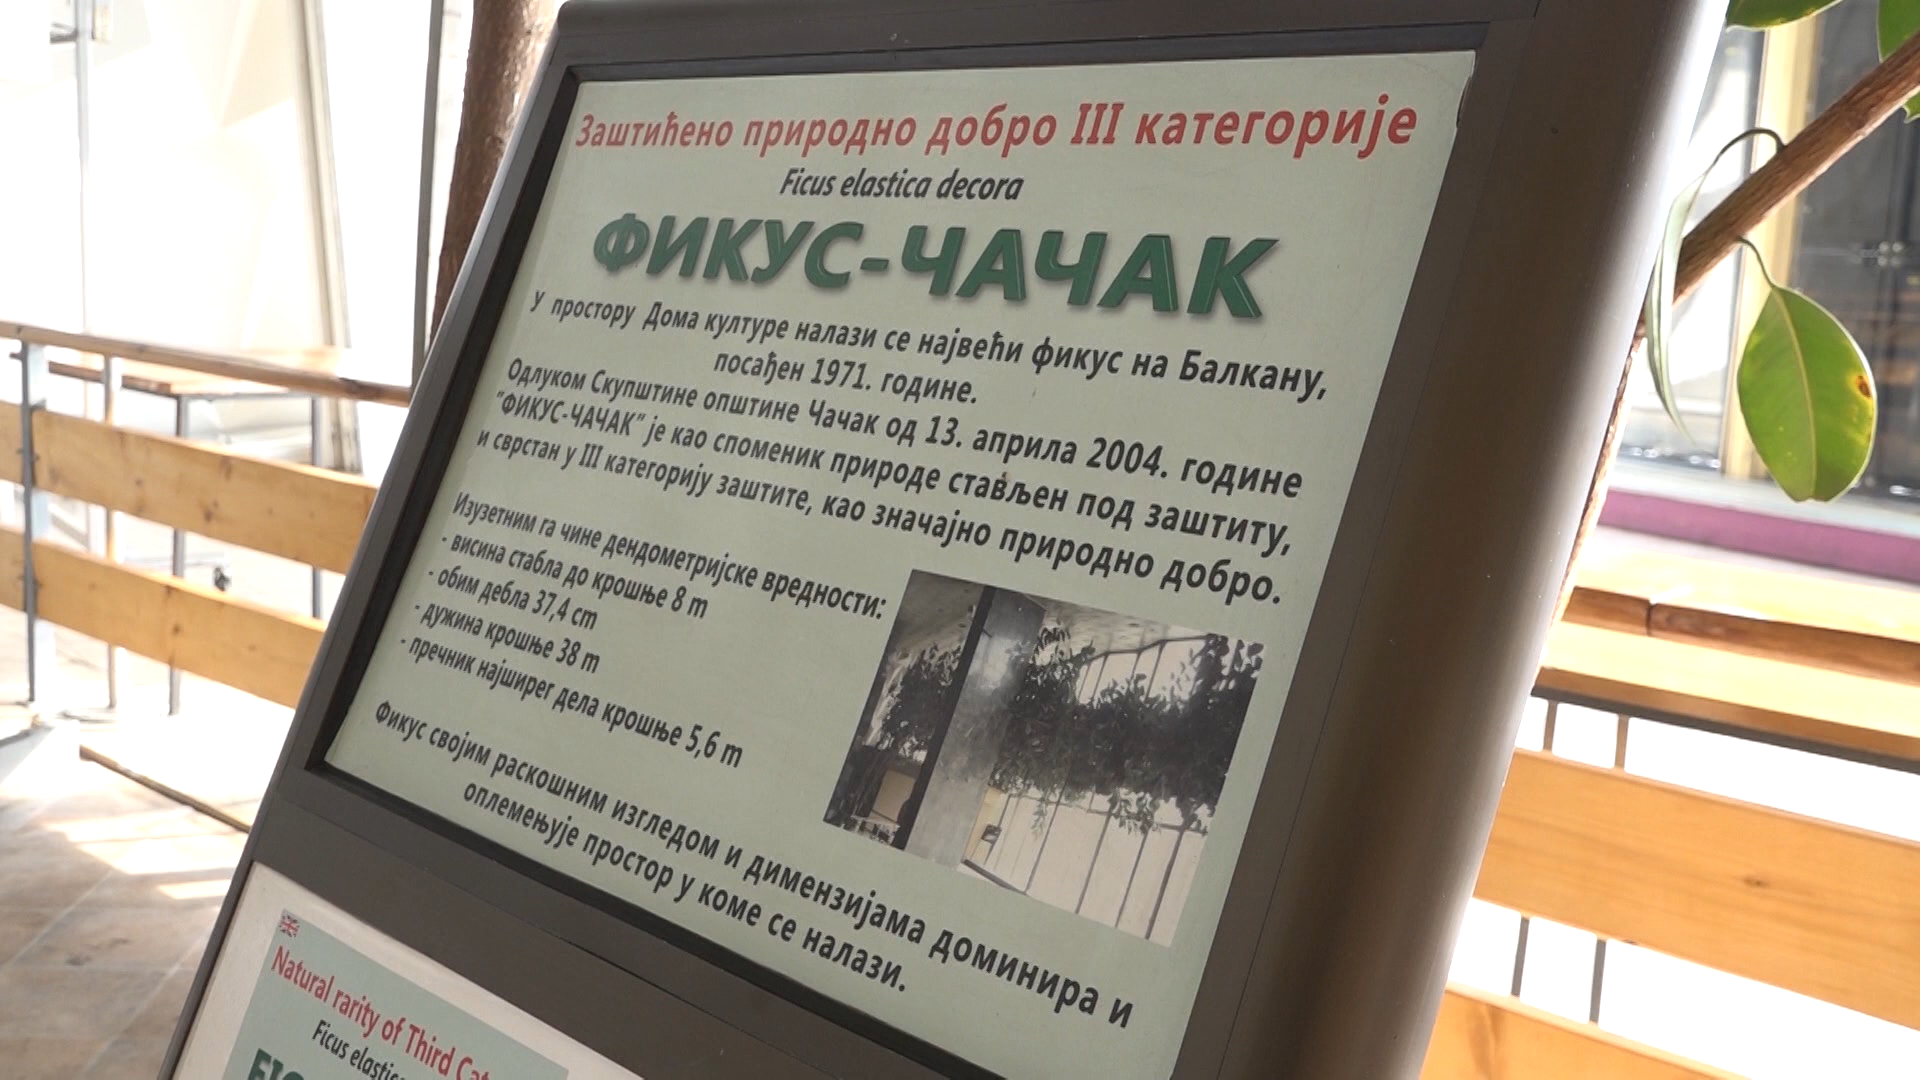 Заштићено природно добро III категорије
Ficus elastica decora
ФИКУС-ЧАЧАК
У простору Дома културе налази се највећи фикус на Балкану,
посађен 1971. године.
Одлуком Скупштине општине Чачак од 13. априла 2004. године
"ФИКУС-ЧАЧАК" је као споменик природе стављен под заштиту,
и сврстан у III категорију заштите, као значајно природно добро.
Изузетним га чине дендометријске вредности:
- висина стабла до крошње 8 m
- обим дебла 37,4 cm
- дужина крошње 38 m
- пречник најширег дела крошње 5,6 m
Фикус својим раскошним изгледом и димензијама доминира и
оплемењује простор у коме се налази.
Natural rarity of Third
Ficus